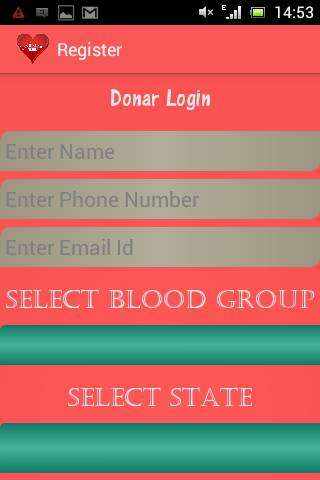 14:53
Register
Donar Login
Enter Name
Enter Phone Number
Enter Email Id
SELECT BLOOD GROUP
SELECT STATE